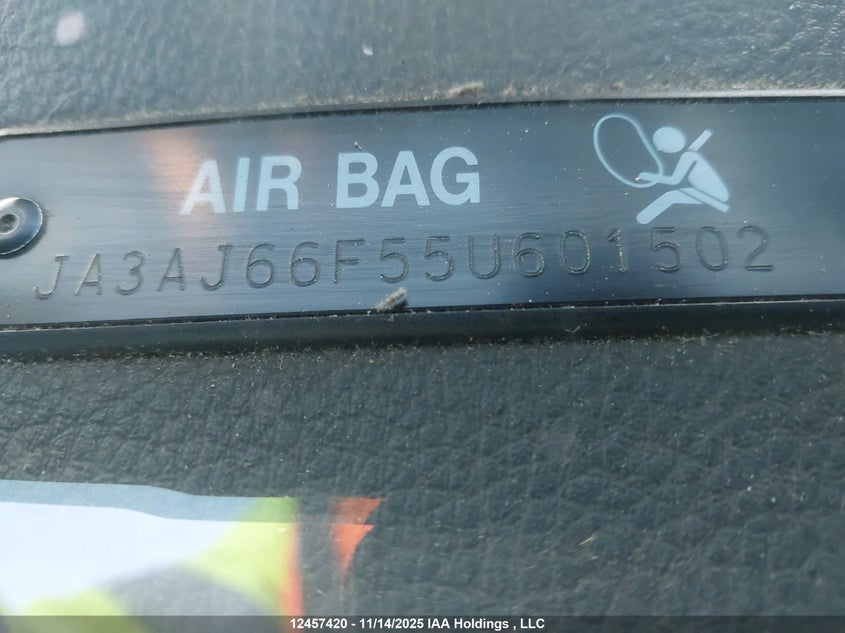 AIR BAG
JA3AJ66F55U601502
12457420 - 11/14/2025 IAA Holdings , LLC